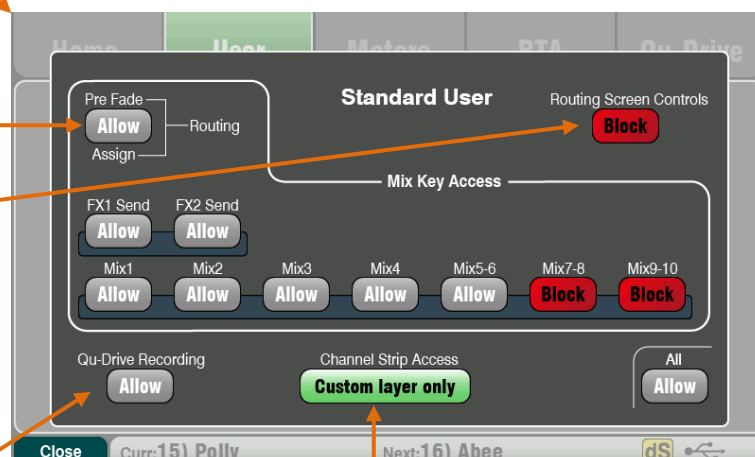 Home User Meters RTA Qu-Drive
Standard User
Pre Fade
Allow
Routing
Assign
Routing Screen Controls
Block
Mix Key Access
FX1 Send FX2 Send
Allow Allow
Mix1 Mix2 Mix3 Mix4 Mix5-6 Mix7-8 Mix9-10
Allow Allow Allow Allow Allow Block Block
Qu-Drive Recording
Allow
Channel Strip Access
Custom layer only
All
Allow
Close Curr:15) Polly Next:16) Abee dS